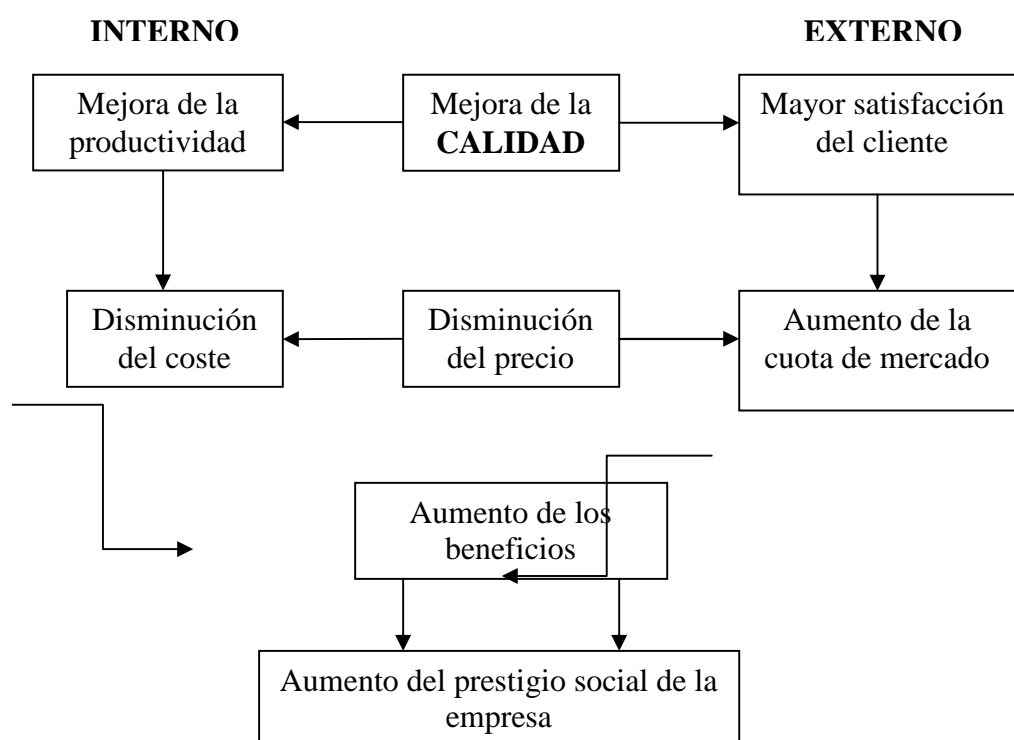 INTERNO
EXTERNO
Mejora de la
productividad
Mejora de la
CALIDAD
Mayor satisfacción
del cliente
Disminución
del coste
Disminución
del precio
Aumento de la
cuota de mercado
Aumento de los
beneficios
Aumento del prestigio social de la
empresa